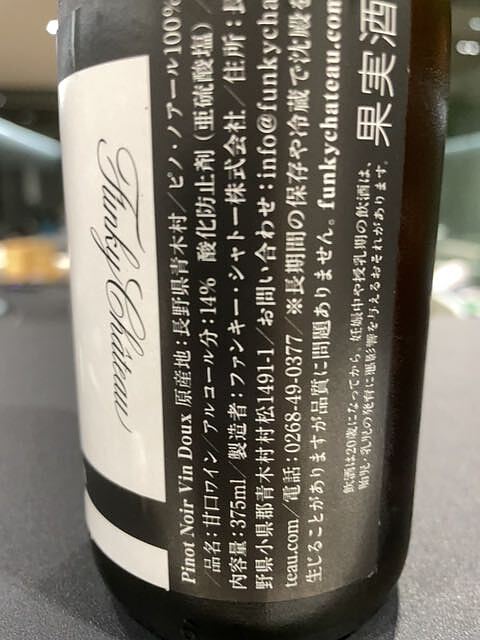 Funky Château
Pinot Noir Vin Doux 原産地:長野県青木村/ピノ・ノアール100%
/品名:甘口ワイン/アルコール分:14% 酸化防止剤(亜硫酸塩)/
内容量:375ml/製造者:ファンキー・シャトー株式会社/住所:長
野県小県郡青木村村松1491-1/お問い合わせ:info@funkycha
teau.com/電話:0268-49-0377/※長期間の保存や冷蔵で沈殿を
生じることがありますが品質に問題ありません。funkychateau.com
果実酒
飲酒は20歳になってから。妊娠中や授乳期の飲酒は、
胎児・乳児の発育に悪影響を与えるおそれがあります。